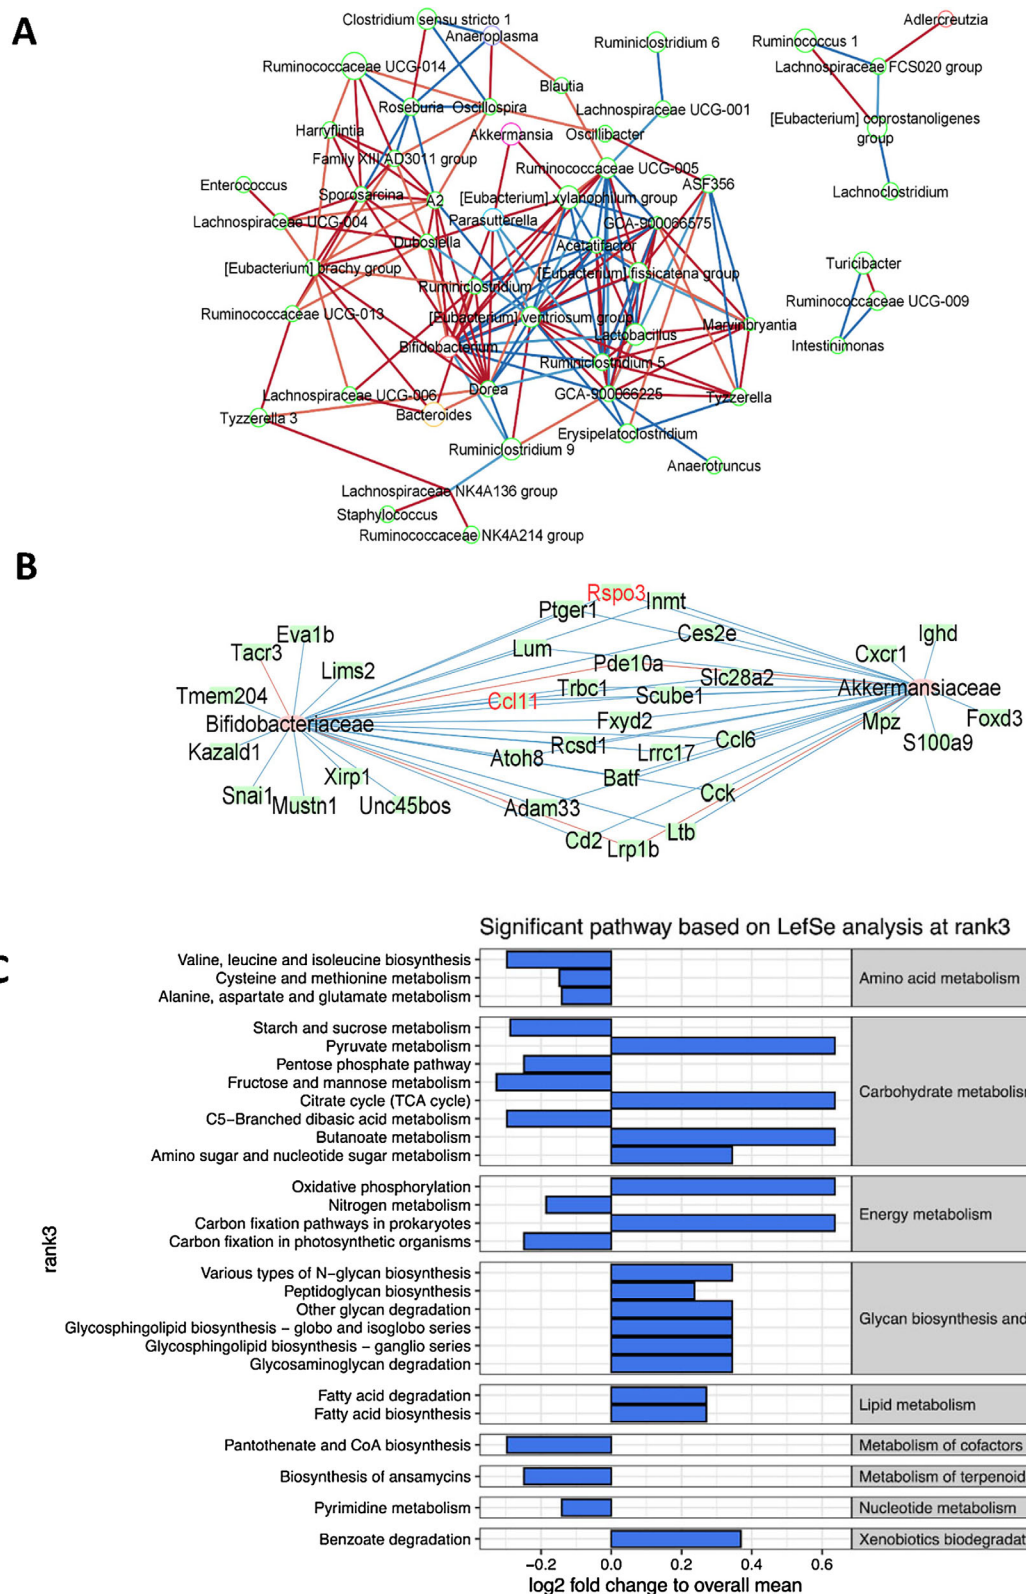 A
Clostridium sensu stricto 1
Anaeroplasma
Ruminococcaceae UCG-014
Blautia
Roseburia
Oscillospira
Harryflintia
Akkermansia
Oscillibacter
Family XIII AD3011 group
Ruminococcaceae UCG-005
Enterococcus
Sporosarcina
A2
[Eubacterium] xylanophilum group
ASF356
Lachnospiraceae UCG-004
Parasutterella
GCA-900066575
Dubosiella
Acetatifactor
[Eubacterium] brachy group
[Eubacterium] fissicatena group
Ruminiclostridium
Ruminococcaceae UCG-013
[Eubacterium] ventriosum group
Marvinbryantia
Lactobacillus
Bifidobacterium
Ruminiclostridium 5
Dorea
Lachnospiraceae UCG-006
GCA-900066225
Tyzzerella
Tyzzerella 3
Bacteroides
Erysipelatoclostridium
Ruminiclostridium 9
Anaerotruncus
Lachnospiraceae NK4A136 group
Staphylococcus
Ruminococcaceae NK4A214 group
Ruminiclostridium 6
Lachnospiraceae UCG-001
Adlercreutzia
Ruminococcus 1
Lachnospiraceae FCS020 group
[Eubacterium] coprostanoligenes
group
Lachnoclostridium
Turicibacter
Ruminococcaceae UCG-009
Intestinimonas
B
Eva1b
Tacr3
Lims2
Tmem204
Bifidobacteriaceae
Kazald1
Xirp1
Snai1
Mustn1
Unc45bos
Rspo3
Inmt
Ptger1
Ces2e
Lum
Pde10a
Slc28a2
Trbc1
Scube1
Ccl11
Fxyd2
Rcsd1
Ccl6
Lrrc17
Atoh8
Batf
Cck
Adam33
Ltb
Cd2
Lrp1b
Ighd
Cxcr1
Akkermansiaceae
Mpz
Foxd3
S100a9
C
Significant pathway based on LefSe analysis at rank3
Valine, leucine and isoleucine biosynthesis
Cysteine and methionine metabolism
Alanine, aspartate and glutamate metabolism
Amino acid metabolism
Starch and sucrose metabolism
Pyruvate metabolism
Pentose phosphate pathway
Fructose and mannose metabolism
Citrate cycle (TCA cycle)
C5-Branched dibasic acid metabolism
Butanoate metabolism
Amino sugar and nucleotide sugar metabolism
Carbohydrate metabolism
Oxidative phosphorylation
Nitrogen metabolism
Carbon fixation pathways in prokaryotes
Carbon fixation in photosynthetic organisms
Energy metabolism
Various types of N-glycan biosynthesis
Peptidoglycan biosynthesis
Other glycan degradation
Glycosphingolipid biosynthesis - globo and isoglobo series
Glycosphingolipid biosynthesis - ganglio series
Glycosaminoglycan degradation
Glycan biosynthesis and
Fatty acid degradation
Fatty acid biosynthesis
Lipid metabolism
Pantothenate and CoA biosynthesis
Metabolism of cofactors
Biosynthesis of ansamycins
Metabolism of terpenoid
Pyrimidine metabolism
Nucleotide metabolism
Benzoate degradation
Xenobiotics biodegradat
rank3
-0.2 0.0 0.2 0.4 0.6
log2 fold change to overall mean